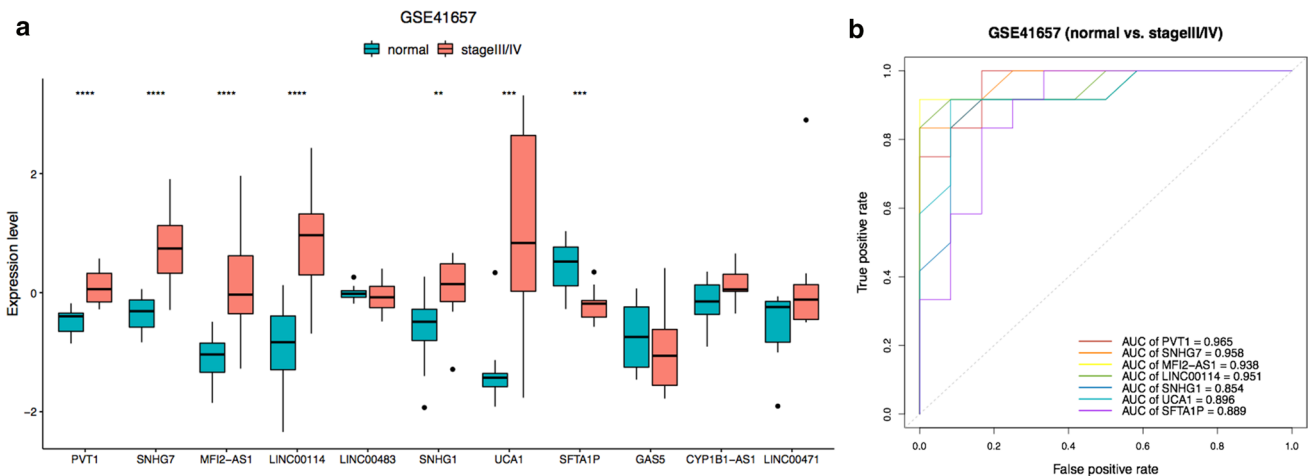 a
GSE41657
normal stageIII/IV
**** **** **** **** ** *** ***
Expression level
2
0
−2
PVT1 SNHG7 MFI2−AS1 LINC00114 LINC00483 SNHG1 UCA1 SFTA1P GAS5 CYP1B1−AS1 LINC00471
b
GSE41657 (normal vs. stageIII/IV)
True positive rate
1.0
0.8
0.6
0.4
0.2
0.0
AUC of PVT1 = 0.965
AUC of SNHG7 = 0.958
AUC of MFI2−AS1 = 0.938
AUC of LINC00114 = 0.951
AUC of SNHG1 = 0.854
AUC of UCA1 = 0.896
AUC of SFTA1P = 0.889
0.0 0.2 0.4 0.6 0.8 1.0
False positive rate